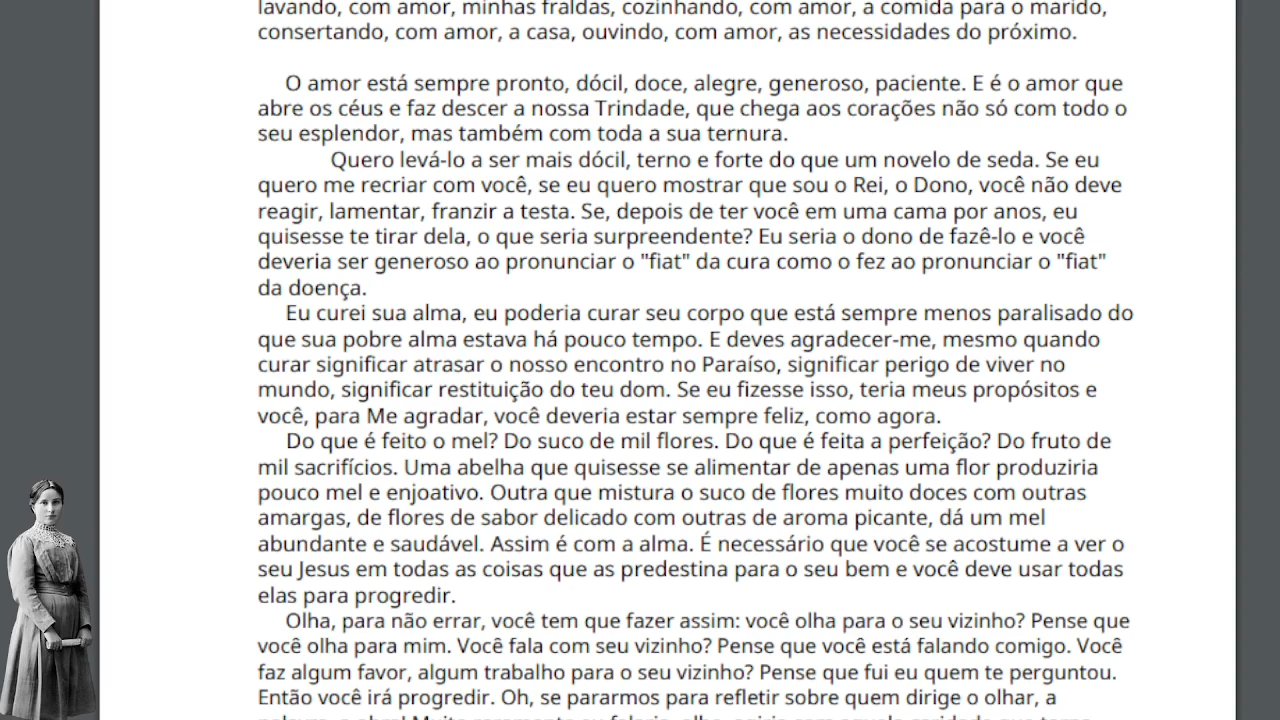 lavando, com amor, minhas fraldas, cozinhando, com amor, a comida para o marido,
consertando, com amor, a casa, ouvindo, com amor, as necessidades do próximo.
O amor está sempre pronto, dócil, doce, alegre, generoso, paciente. E é o amor que
abre os céus e faz descer a nossa Trindade, que chega aos corações não só com todo o
seu esplendor, mas também com toda a sua ternura.
Quero levá-lo a ser mais dócil, terno e forte do que um novelo de seda. Se eu
quero me recriar com você, se eu quero mostrar que sou o Rei, o Dono, você não deve
reagir, lamentar, franzir a testa. Se, depois de ter você em uma cama por anos, eu
quisesse te tirar dela, o que seria surpreendente? Eu seria o dono de fazê-lo e você
deveria ser generoso ao pronunciar o "fiat" da cura como o fez ao pronunciar o "fiat"
da doença.
Eu curei sua alma, eu poderia curar seu corpo que está sempre menos paralisado do
que sua pobre alma estava há pouco tempo. E deves agradecer-me, mesmo quando
curar significar atrasar o nosso encontro no Paraíso, significar perigo de viver no
mundo, significar restituição do teu dom. Se eu fizesse isso, teria meus propósitos e
você, para Me agradar, você deveria estar sempre feliz, como agora.
Do que é feito o mel? Do suco de mil flores. Do que é feita a perfeição? Do fruto de
mil sacrifícios. Uma abelha que quisesse se alimentar de apenas uma flor produziria
pouco mel e enjoativo. Outra que mistura o suco de flores muito doces com outras
amargas, de flores de sabor delicado com outras de aroma picante, dá um mel
abundante e saudável. Assim é com a alma. É necessário que você se acostume a ver o
seu Jesus em todas as coisas que as predestina para o seu bem e você deve usar todas
elas para progredir.
Olha, para não errar, você tem que fazer assim: você olha para o seu vizinho? Pense que
você olha para mim. Você fala com seu vizinho? Pense que você está falando comigo. Você
faz algum favor, algum trabalho para o seu vizinho? Pense que fui eu quem te perguntou.
Então você irá progredir. Oh, se pararmos para refletir sobre quem dirige o olhar, a